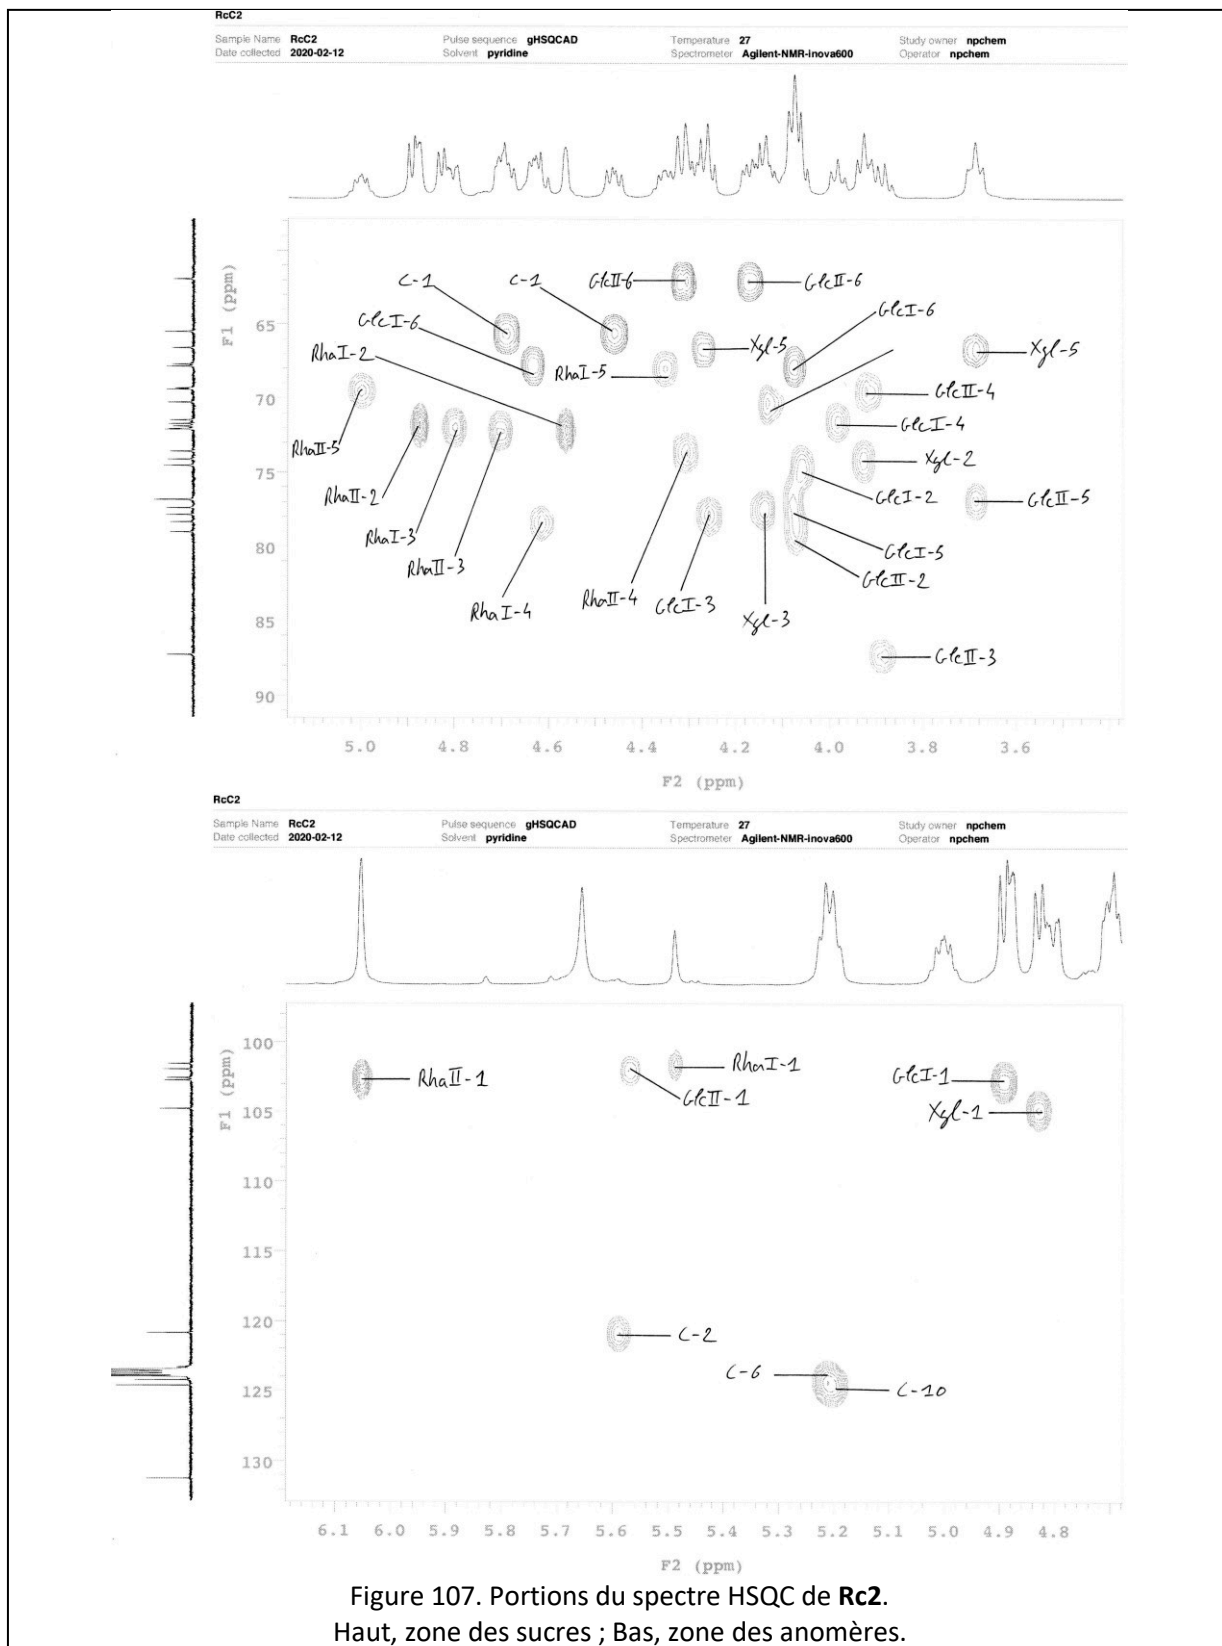 RcC2
Sample Name RcC2 Pulse sequence gHSQCAD Temperature 27 Study owner npchem
Date collected 2020-02-12 Solvent pyridine Spectrometer Agilent-NMR-inova600 Operator npchem
F1 (ppm)
65
70
75
80
85
90
C-1
C-1
GlcII-6
GlcII-6
GlcI-6
GlcI-6
RhaI-2
RhaI-5
Xyl-5
Xyl-5
GlcII-4
GlcI-4
RhaII-5
Xyl-2
RhaII-2
GlcI-2
GlcII-5
RhaI-3
RhaII-3
GlcI-5
GlcII-2
RhaI-4
RhaII-4
GlcI-3
Xyl-3
GlcII-3
5.0 4.8 4.6 4.4 4.2 4.0 3.8 3.6
F2 (ppm)
RcC2
Sample Name RcC2 Pulse sequence gHSQCAD Temperature 27 Study owner npchem
Date collected 2020-02-12 Solvent pyridine Spectrometer Agilent-NMR-inova600 Operator npchem
F1 (ppm)
100
105
110
115
120
125
130
RhaII-1
RhaI-1
GlcII-1
GlcI-1
Xyl-1
C-2
C-6
C-10
6.1 6.0 5.9 5.8 5.7 5.6 5.5 5.4 5.3 5.2 5.1 5.0 4.9 4.8
F2 (ppm)
Figure 107. Portions du spectre HSQC de Rc2.
Haut, zone des sucres ; Bas, zone des anomères.